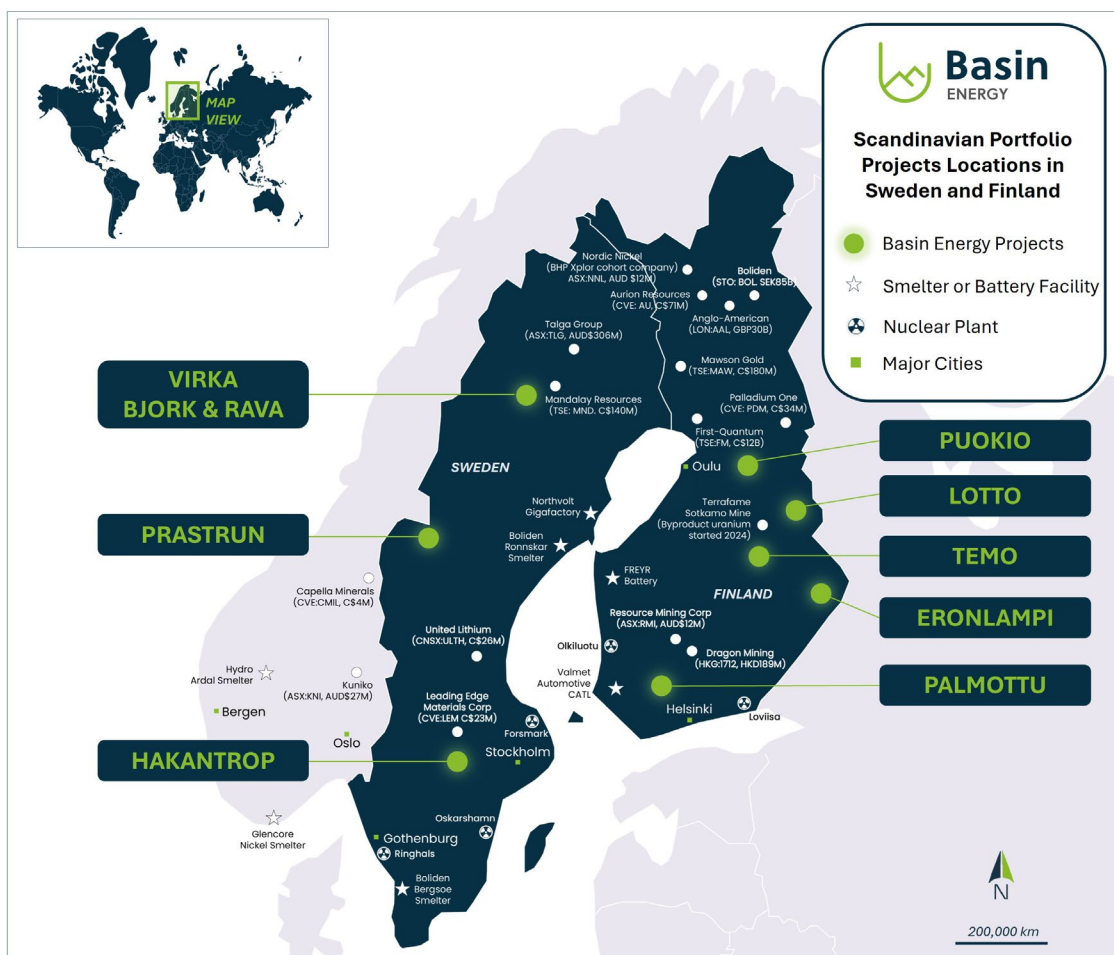 MAP
VIEW
Basin
ENERGY
Scandinavian Portfolio
Projects Locations in
Sweden and Finland
Basin Energy Projects
Smelter or Battery Facility
Nuclear Plant
Major Cities
Nordic Nickel
(BHP Xplor cohort company)
ASX:NNL, AUD $12M)
Boliden
(STO: BOL. SEK85B)
Aurion Resources
(CVE: AU, C$71M)
Anglo-American
(LON:AAL, GBP30B)
Talga Group
(ASX:TLG, AUD$306M)
Mawson Gold
(TSE:MAW, C$180M)
VIRKA
BJORK & RAVA
Mandalay Resources
(TSE: MND. C$140M)
Palladium One
(CVE: PDM, C$34M)
First-Quantum
(TSE:FM, C$12B)
PUOKIO
SWEDEN
Oulu
LOTTO
Northvolt
Gigafactory
Terrafame
Sotkamo Mine
(Byproduct uranium
started 2024)
PRASTRUN
Boliden
Ronnskar
Smelter
TEMO
FREYR
Battery
FINLAND
Capella Minerals
(CVE:CMIL, C$4M)
ERONLAMPI
Resource Mining Corp
(ASX:RMI, AUD$12M)
United Lithium
(CNSX:ULTH, C$26M)
Olkiluotu
Dragon Mining
(HKG:1712, HKD189M)
Hydro
Ardal Smelter
Kuniko
(ASX:KNI, AUD$27M)
Valmet
Automotive
CATL
PALMOTTU
Leading Edge
Materials Corp
(CVE:LEM C$23M)
Bergen
Helsinki
Loviisa
Forsmark
Oslo
Stockholm
HAKANTROP
Glencore
Nickel Smelter
Oskarshamn
Gothenburg
Ringhals
Boliden
Bergsoe
Smelter
N
200,000 km